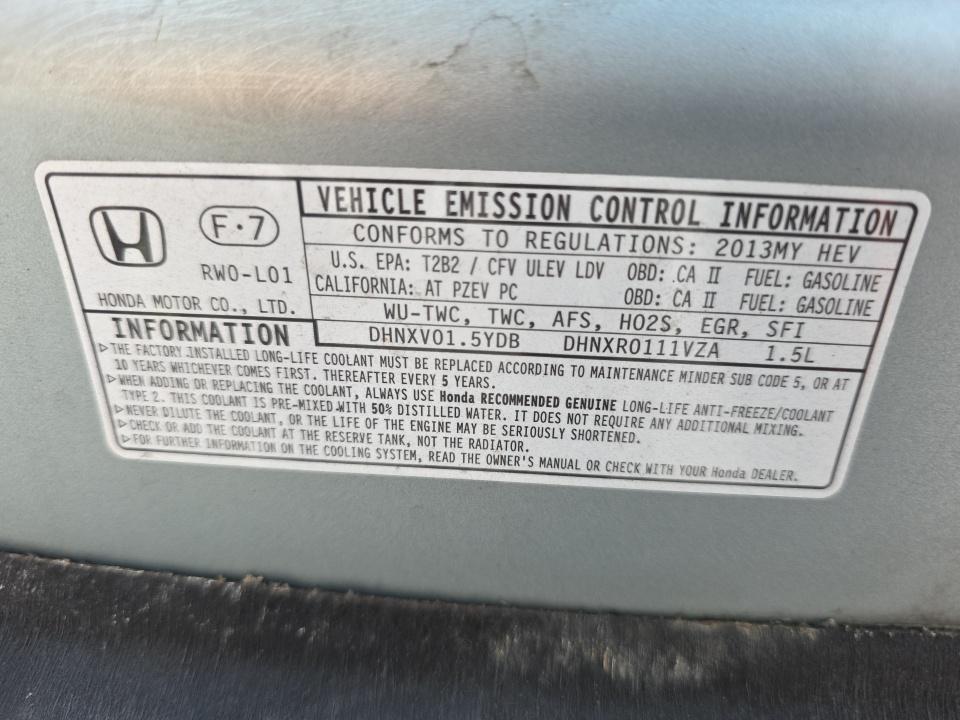 VEHICLE EMISSION CONTROL INFORMATION
F·7
RW0-L01
HONDA MOTOR CO., LTD.
CONFORMS TO REGULATIONS: 2013MY HEV
U.S. EPA: T2B2 / CFV ULEV LDV OBD: CA II FUEL: GASOLINE
CALIFORNIA: AT PZEV PC OBD: CA II FUEL: GASOLINE
WU-TWC, TWC, AFS, HO2S, EGR, SFI
DHNXV01.5YDB DHNXR0111VZA 1.5L
INFORMATION
▷THE FACTORY INSTALLED LONG-LIFE COOLANT MUST BE REPLACED ACCORDING TO MAINTENANCE MINDER SUB CODE 5, OR AT
10 YEARS WHICHEVER COMES FIRST. THEREAFTER EVERY 5 YEARS.
▷WHEN ADDING OR REPLACING THE COOLANT, ALWAYS USE Honda RECOMMENDED GENUINE LONG-LIFE ANTI-FREEZE/COOLANT
TYPE 2. THIS COOLANT IS PRE-MIXED WITH 50% DISTILLED WATER. IT DOES NOT REQUIRE ANY ADDITIONAL MIXING.
▷NEVER DILUTE THE COOLANT, OR THE LIFE OF THE ENGINE MAY BE SERIOUSLY SHORTENED.
▷CHECK OR ADD THE COOLANT AT THE RESERVE TANK, NOT THE RADIATOR.
▷FOR FURTHER INFORMATION ON THE COOLING SYSTEM, READ THE OWNER'S MANUAL OR CHECK WITH YOUR Honda DEALER.